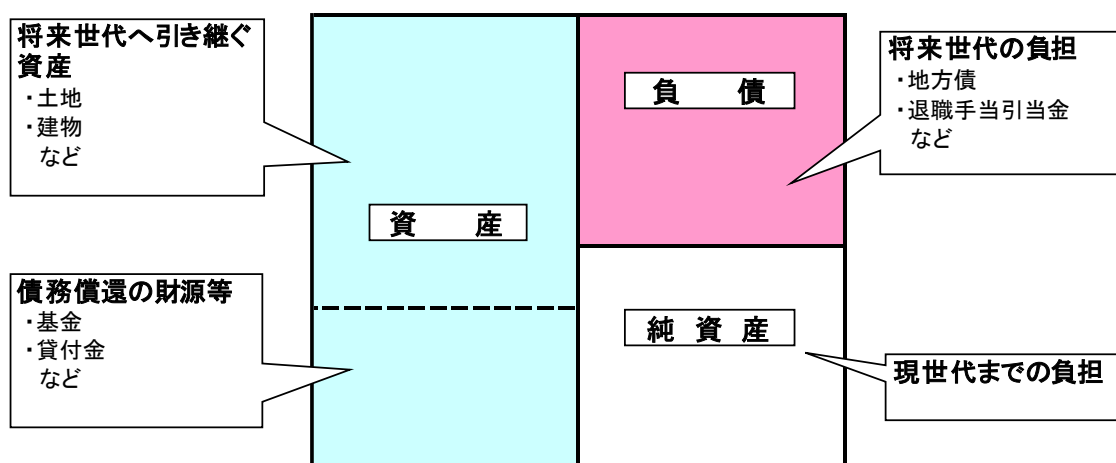 将来世代へ引き継ぐ
資産
・土地
・建物
など
資　産
債務償還の財源等
・基金
・貸付金
など
負　債
純 資 産
将来世代の負担
・地方債
・退職手当引当金
など
現世代までの負担